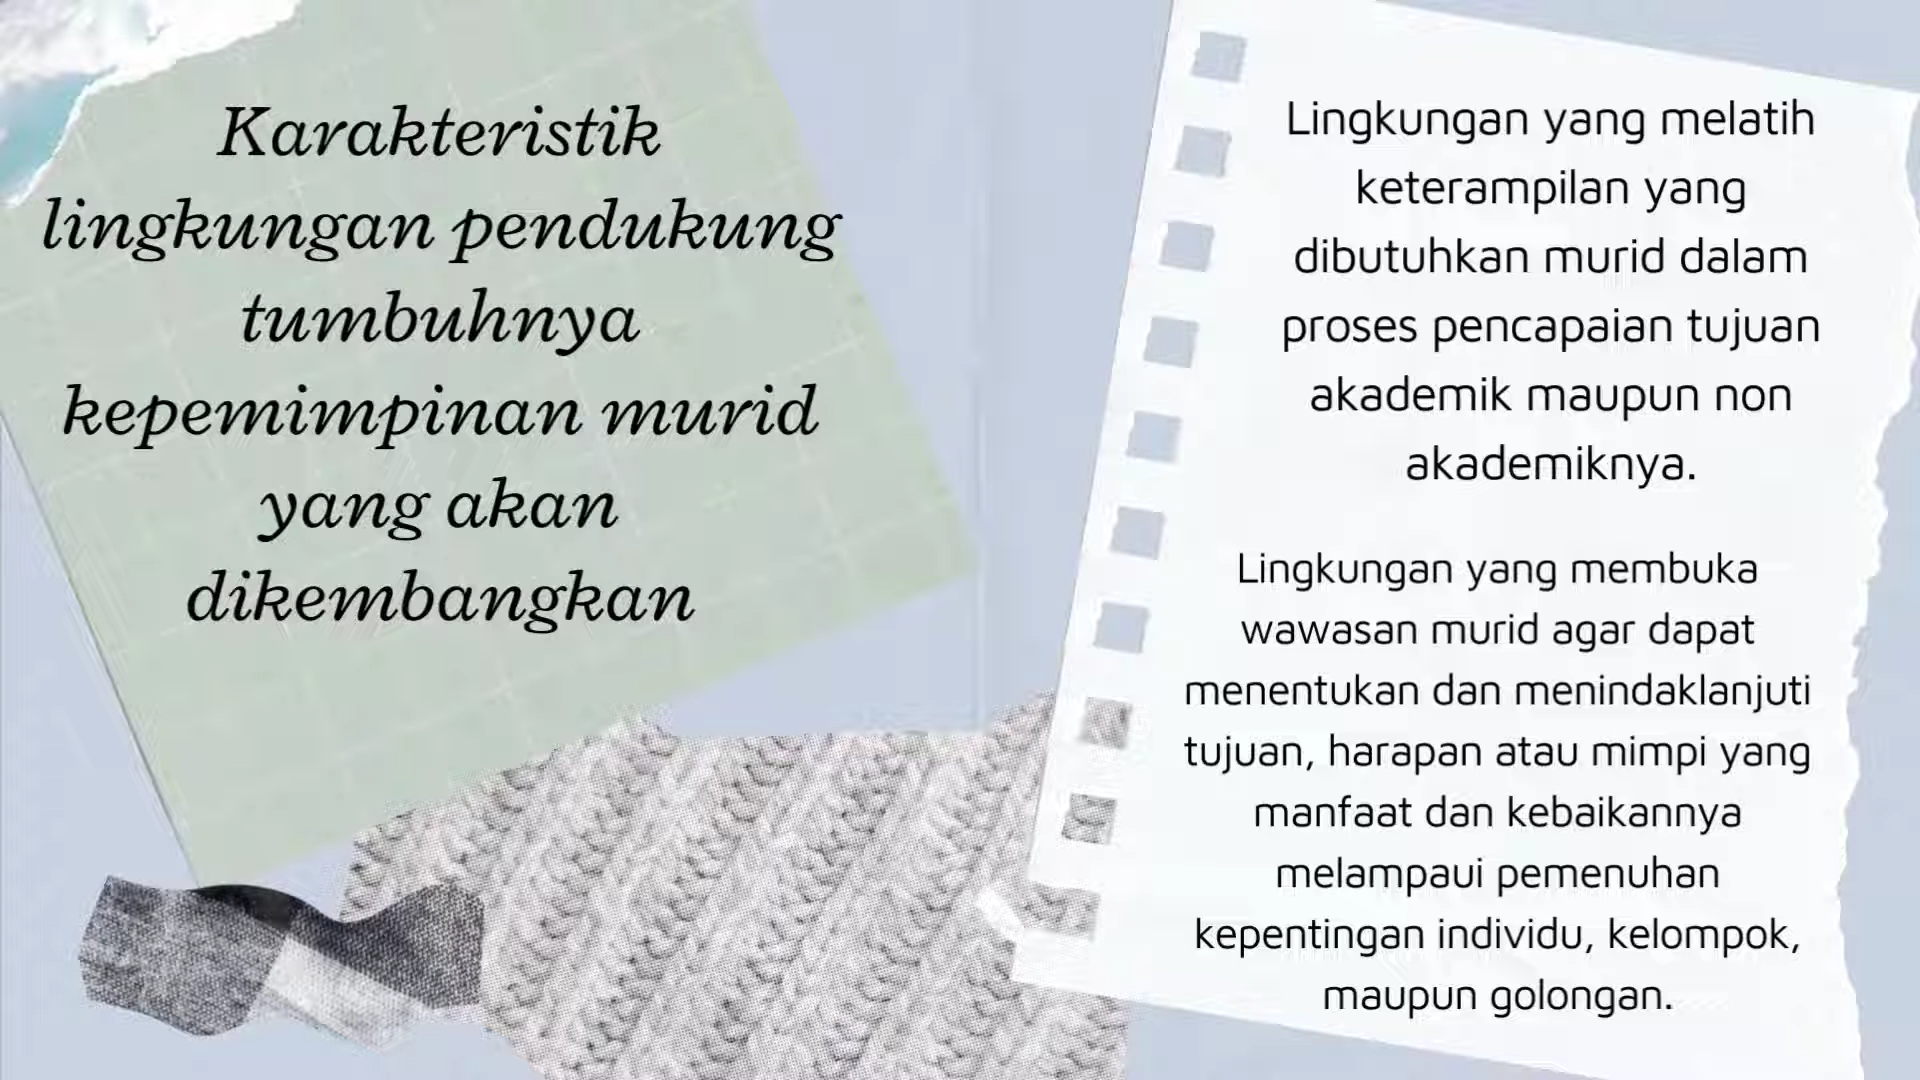 Karakteristik
lingkungan pendukung
tumbuhnya
kepemimpinan murid
yang akan
dikembangkan
Lingkungan yang melatih
keterampilan yang
dibutuhkan murid dalam
proses pencapaian tujuan
akademik maupun non
akademiknya.
Lingkungan yang membuka
wawasan murid agar dapat
menentukan dan menindaklanjuti
tujuan, harapan atau mimpi yang
manfaat dan kebaikannya
melampaui pemenuhan
kepentingan individu, kelompok,
maupun golongan.